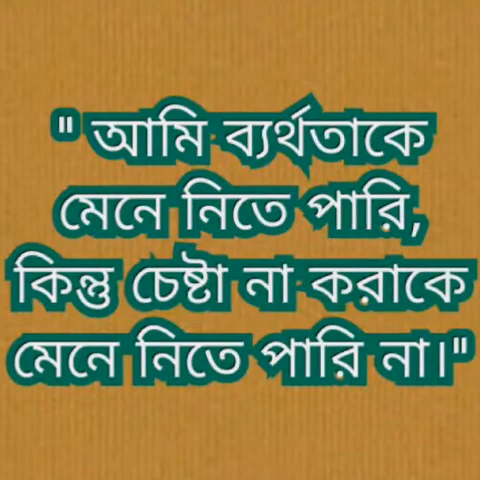 " আমি ব্যর্থতাকে
মেনে নিতে পারি,
কিন্তু চেষ্টা না করাকে
মেনে নিতে পারি না।"